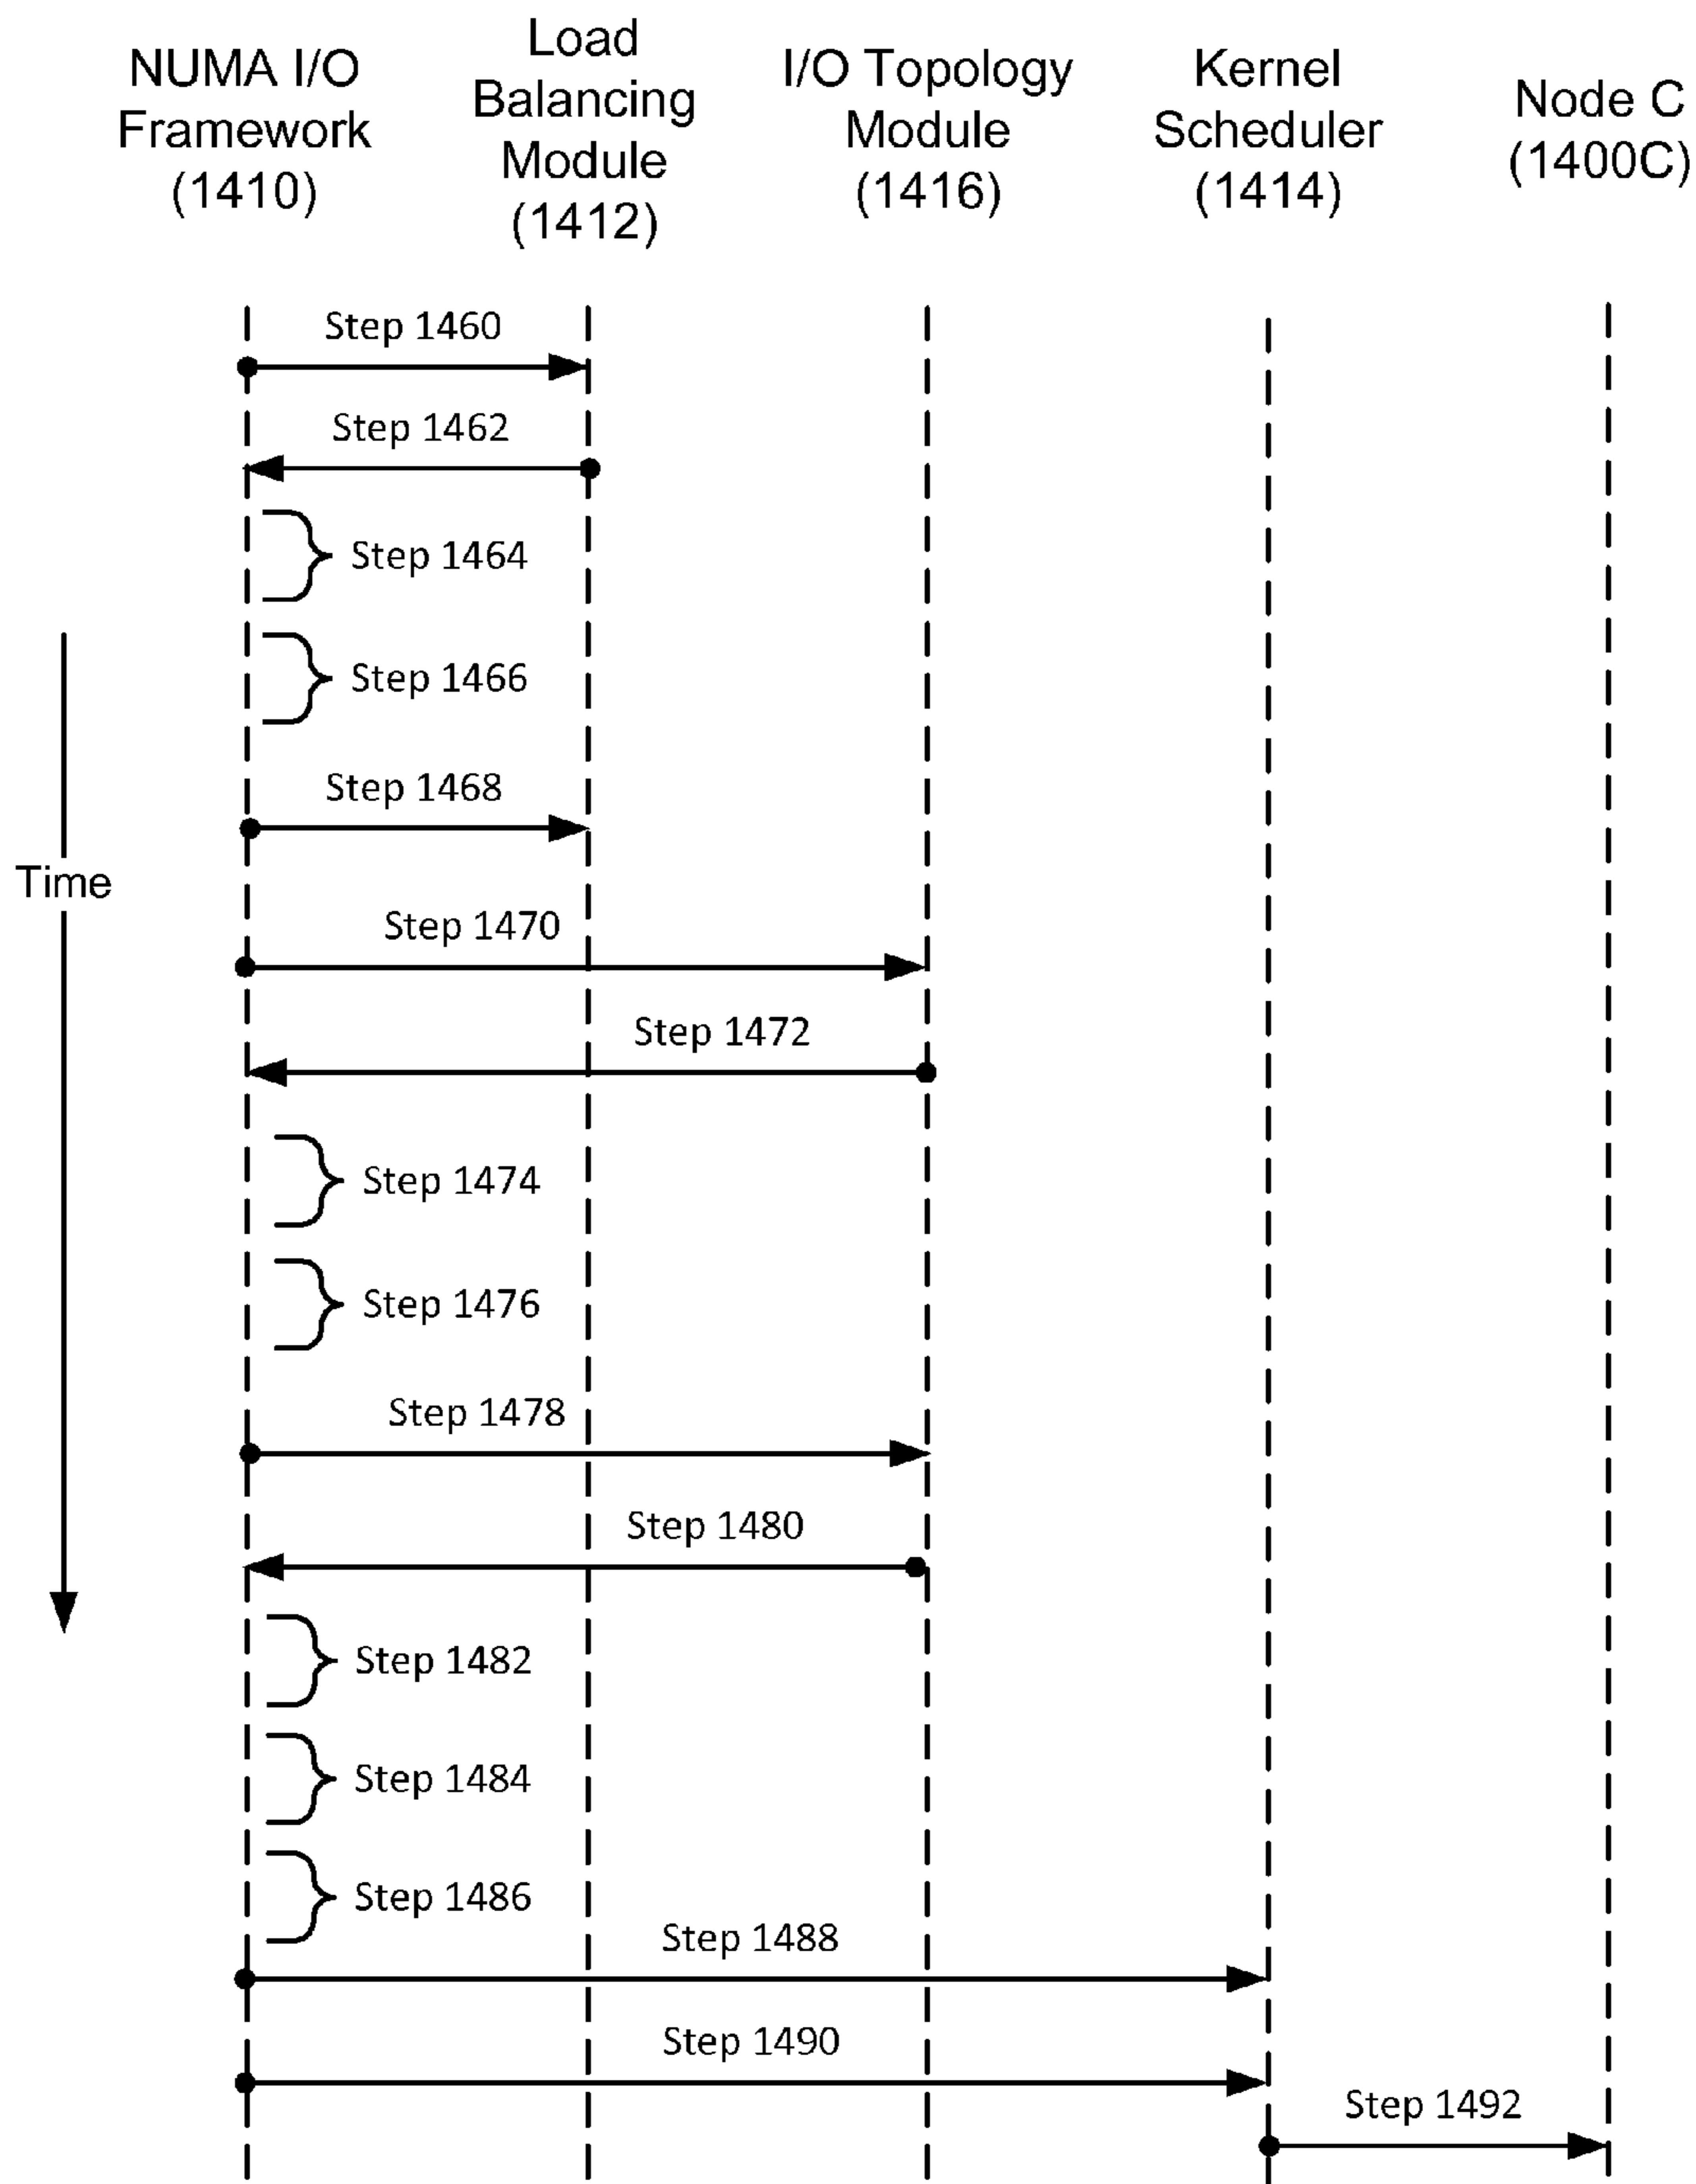 NUMA I/O
Framework
(1410)
Load
Balancing
Module
(1412)
I/O Topology
Module
(1416)
Kernel
Scheduler
(1414)
Node C
(1400C)
Step 1460
Step 1462
Step 1464
Step 1466
Step 1468
Time
Step 1470
Step 1472
Step 1474
Step 1476
Step 1478
Step 1480
Step 1482
Step 1484
Step 1486
Step 1488
Step 1490
Step 1492